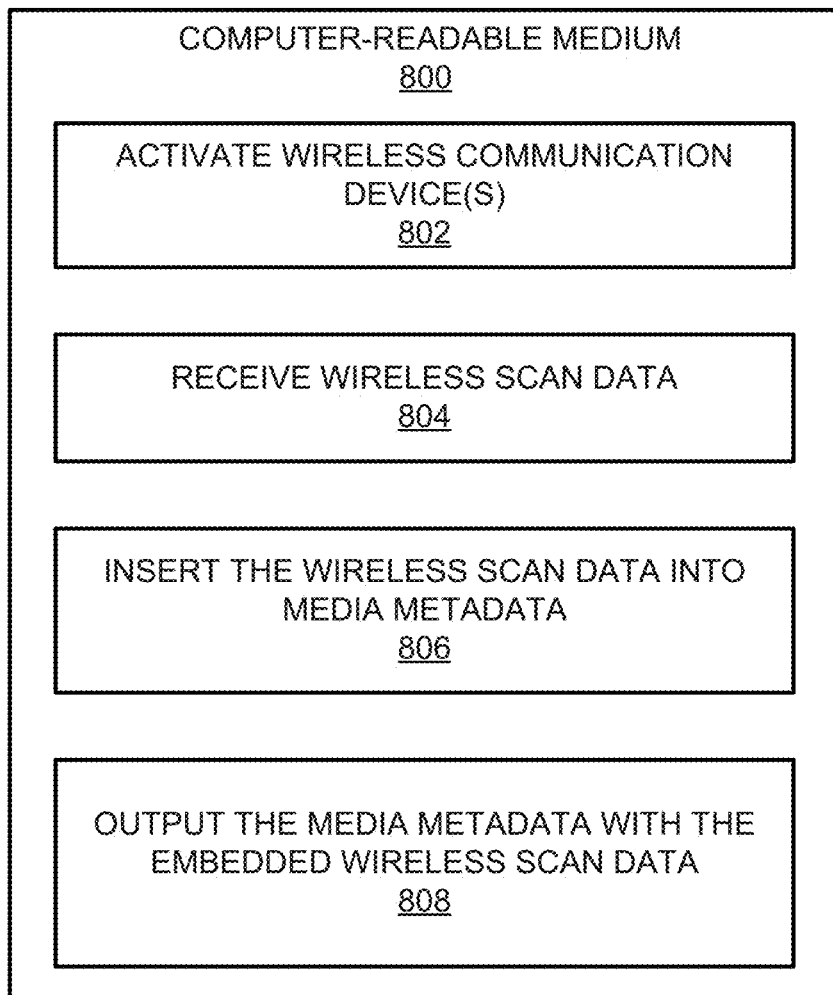 COMPUTER-READABLE MEDIUM
800
ACTIVATE WIRELESS COMMUNICATION
DEVICE(S)
802
RECEIVE WIRELESS SCAN DATA
804
INSERT THE WIRELESS SCAN DATA INTO
MEDIA METADATA
806
OUTPUT THE MEDIA METADATA WITH THE
EMBEDDED WIRELESS SCAN DATA
808